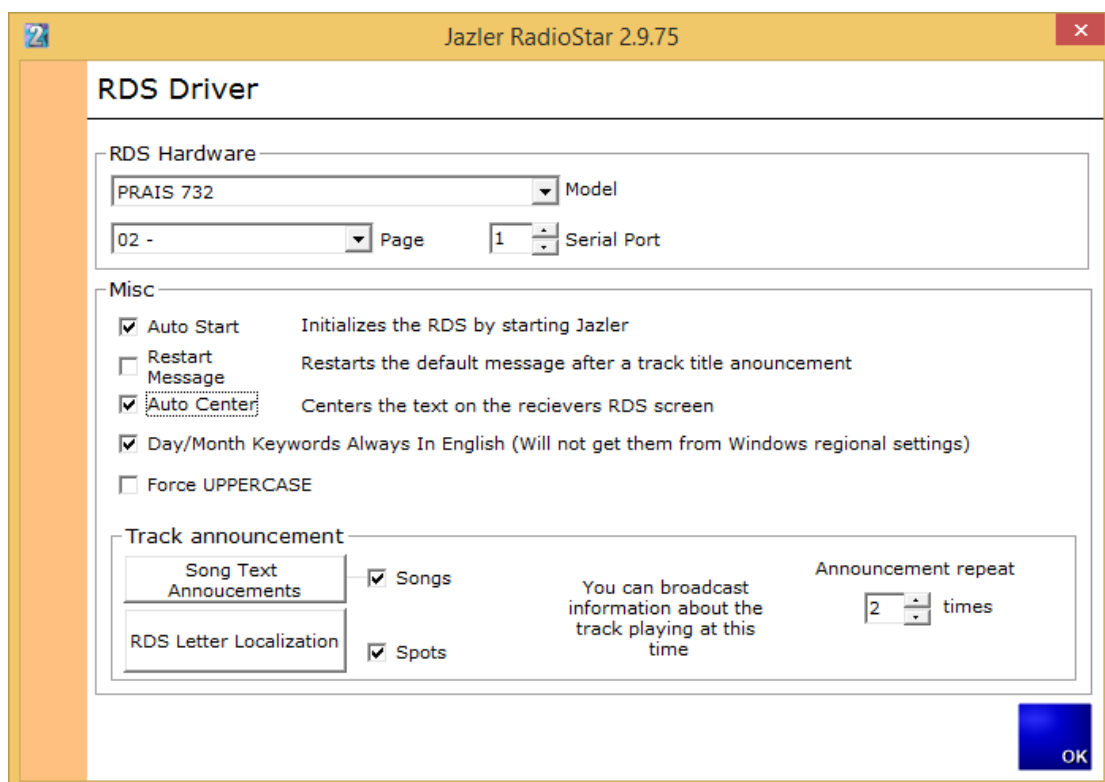 Jazler RadioStar 2.9.75
RDS Driver
RDS Hardware
PRAIS 732 Model
02 - Page 1 Serial Port
Misc
Auto Start Initializes the RDS by starting Jazler
Restart
Message Restarts the default message after a track title anouncement
Auto Center Centers the text on the recievers RDS screen
Day/Month Keywords Always In English (Will not get them from Windows regional settings)
Force UPPERCASE
Track announcement
Song Text
Annoucements
Songs
RDS Letter Localization
Spots
You can broadcast
information about the
track playing at this
time
Announcement repeat
2 times
OK